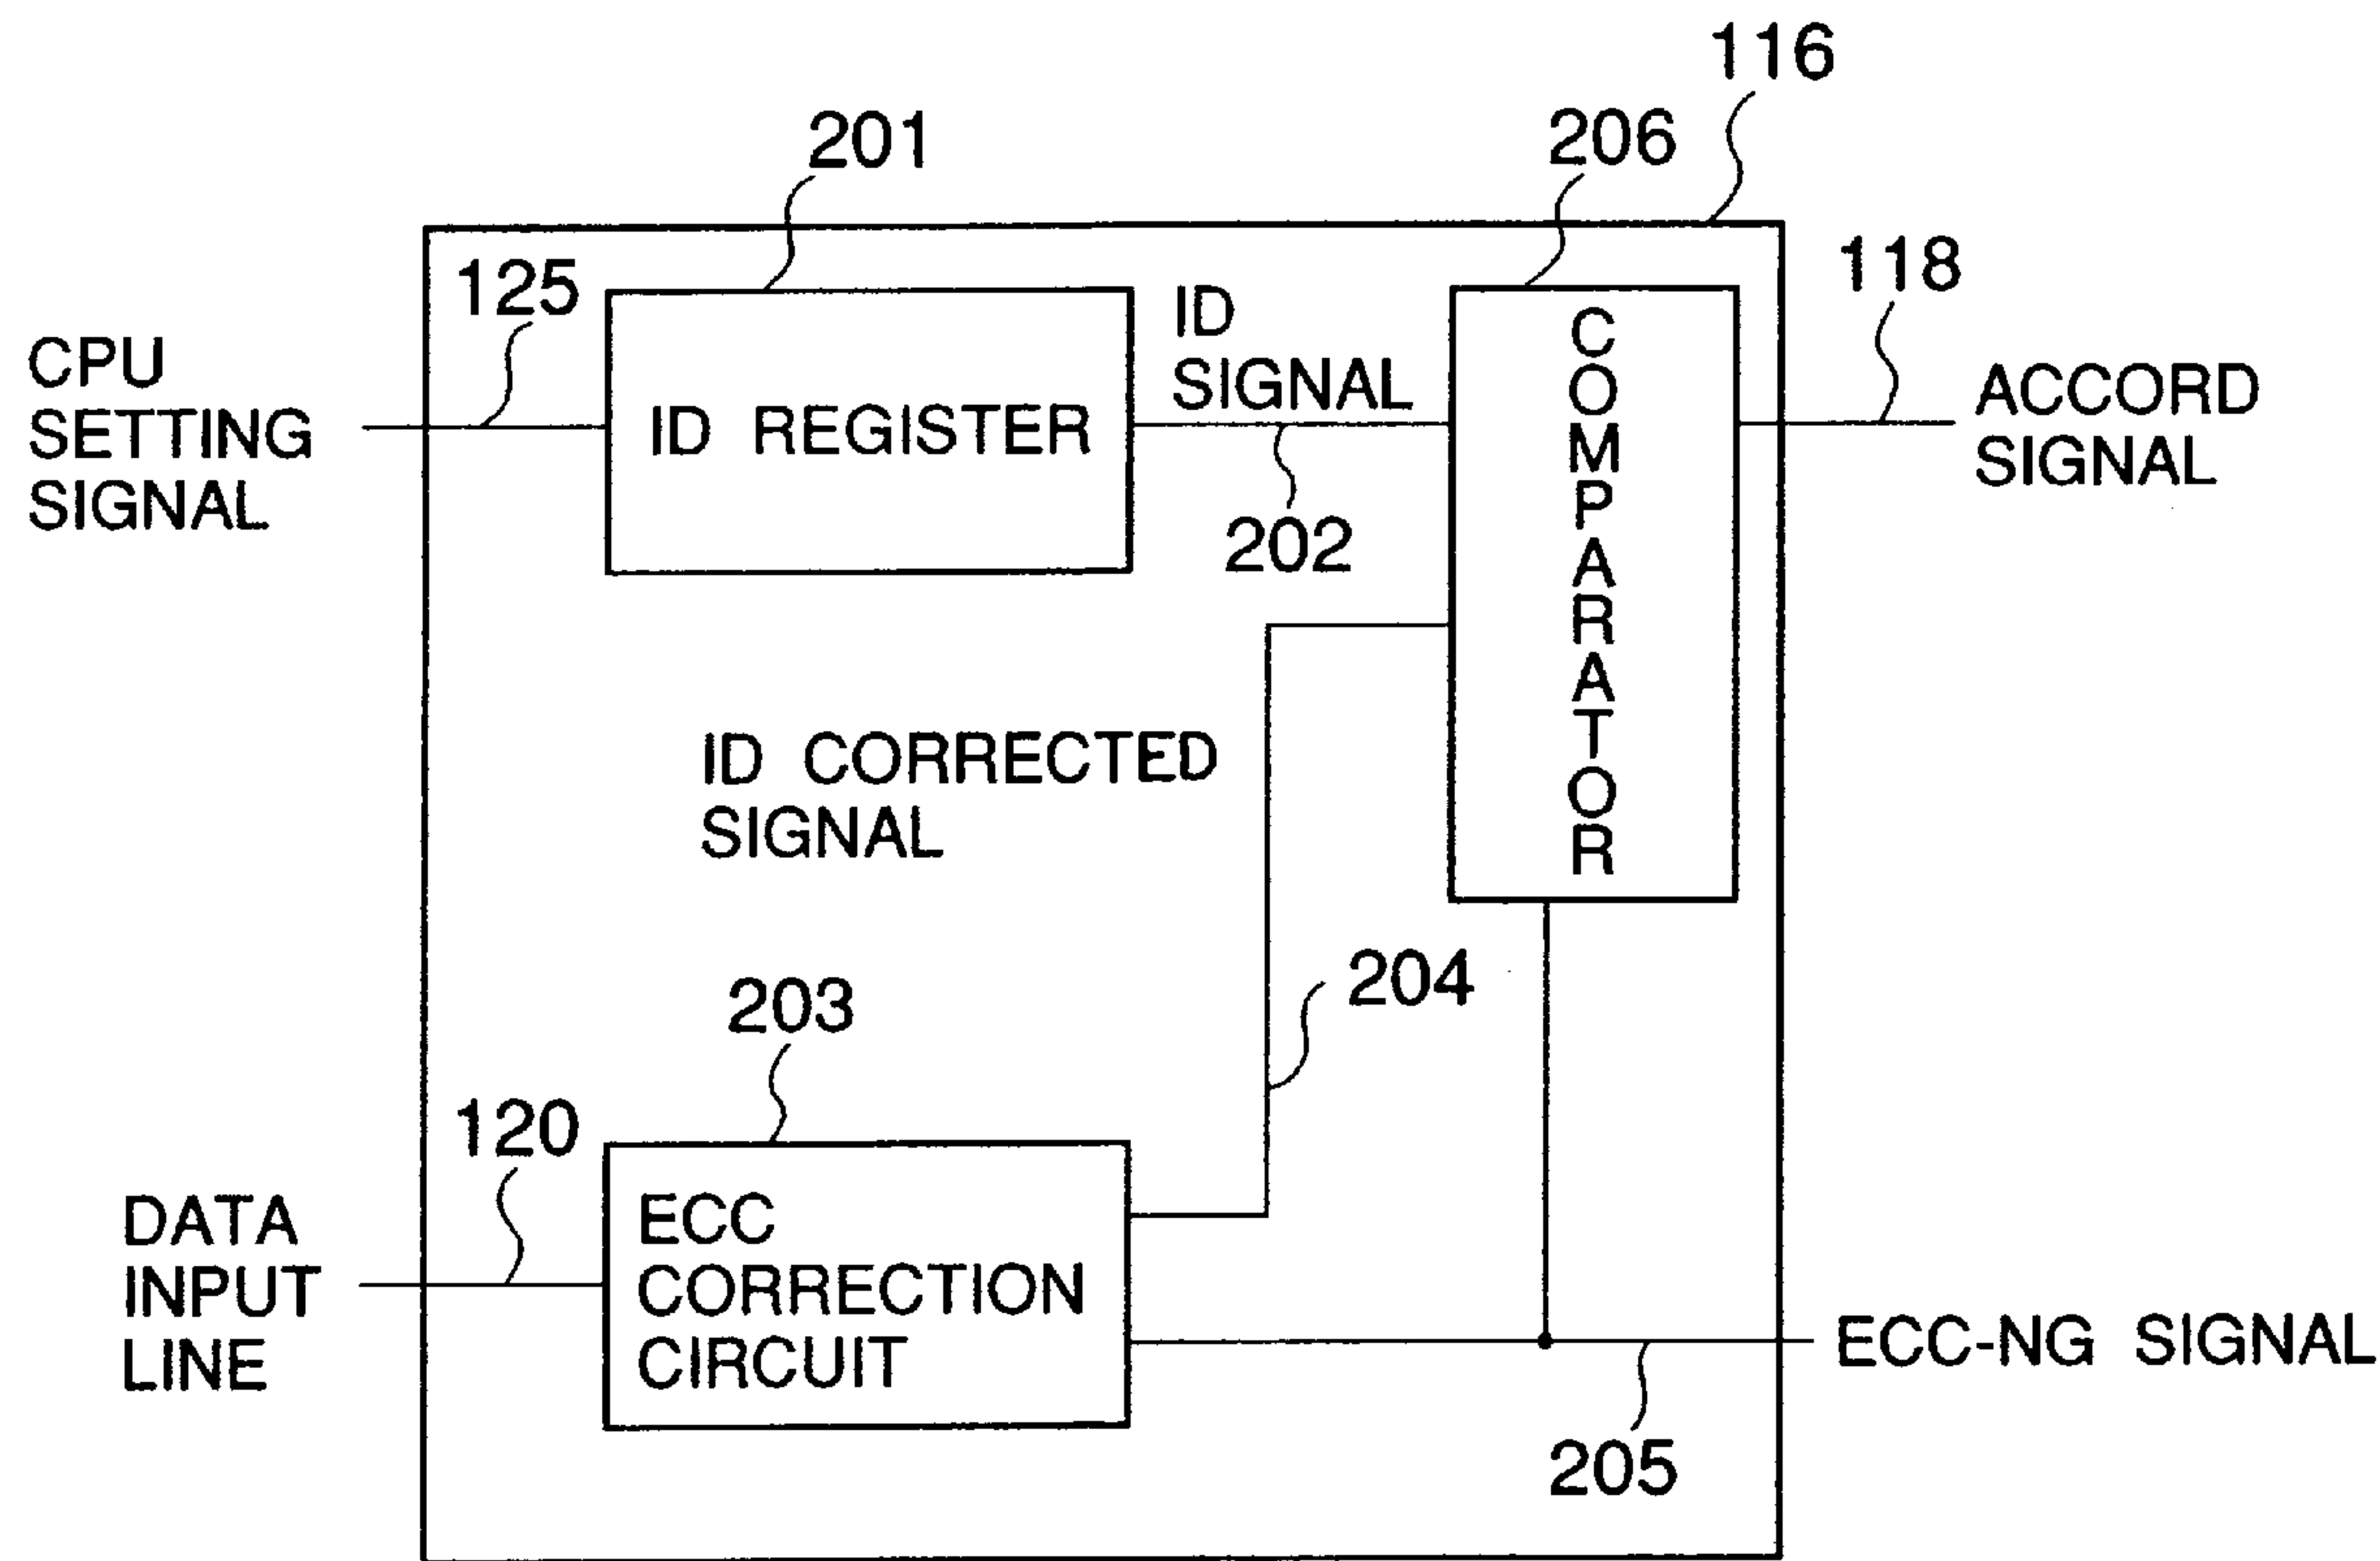 116
201
206
125
118
CPU
SETTING
SIGNAL
ID REGISTER
ID
SIGNAL
202
COMPARATOR
ACCORD
SIGNAL
ID CORRECTED
SIGNAL
204
203
120
DATA
INPUT
LINE
ECC
CORRECTION
CIRCUIT
ECC-NG SIGNAL
205